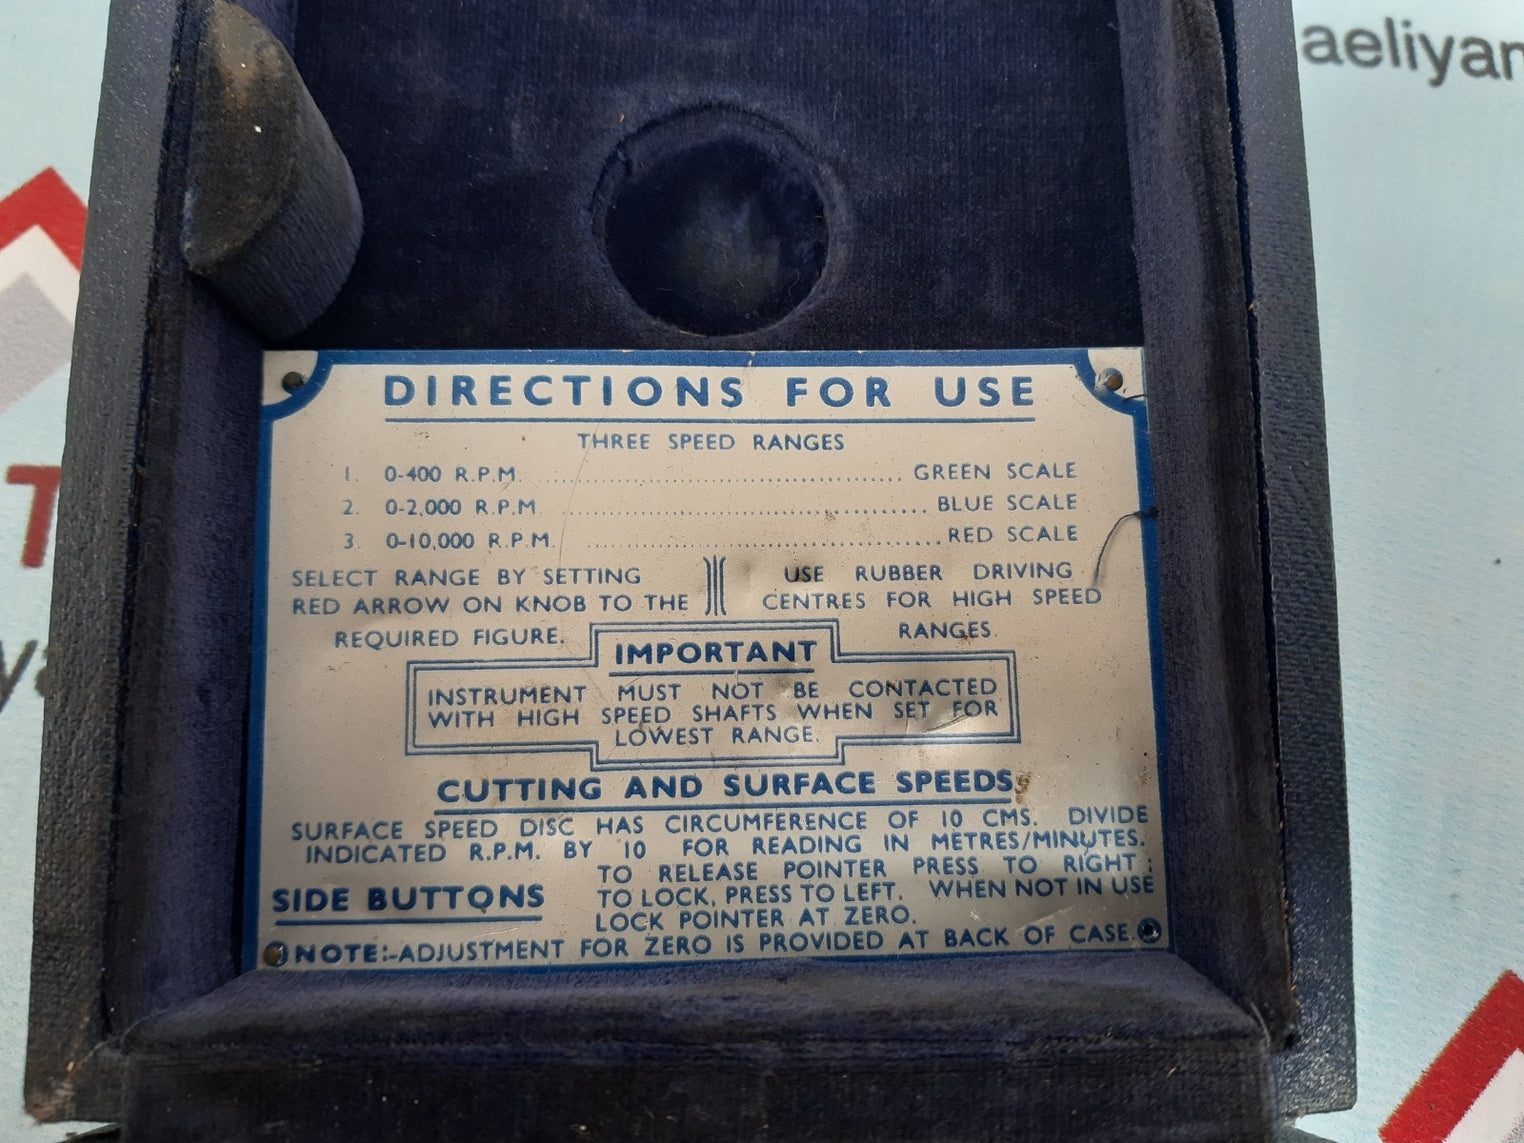 aeliyan
DIRECTIONS FOR USE
THREE SPEED RANGES
1. 0-400 R.P.M. ........................................ GREEN SCALE
2. 0-2,000 R.P.M. ........................................ BLUE SCALE
3. 0-10,000 R.P.M. ........................................ RED SCALE
SELECT RANGE BY SETTING
RED ARROW ON KNOB TO THE
REQUIRED FIGURE.
USE RUBBER DRIVING
CENTRES FOR HIGH SPEED
RANGES.
IMPORTANT
INSTRUMENT MUST NOT BE CONTACTED
WITH HIGH SPEED SHAFTS WHEN SET FOR
LOWEST RANGE.
CUTTING AND SURFACE SPEEDS
SURFACE SPEED DISC HAS CIRCUMFERENCE OF 10 CMS. DIVIDE
INDICATED R.P.M. BY 10 FOR READING IN METRES/MINUTES.
SIDE BUTTONS
TO RELEASE POINTER PRESS TO RIGHT;
TO LOCK, PRESS TO LEFT. WHEN NOT IN USE
LOCK POINTER AT ZERO.
NOTE:-ADJUSTMENT FOR ZERO IS PROVIDED AT BACK OF CASE.
T
ya